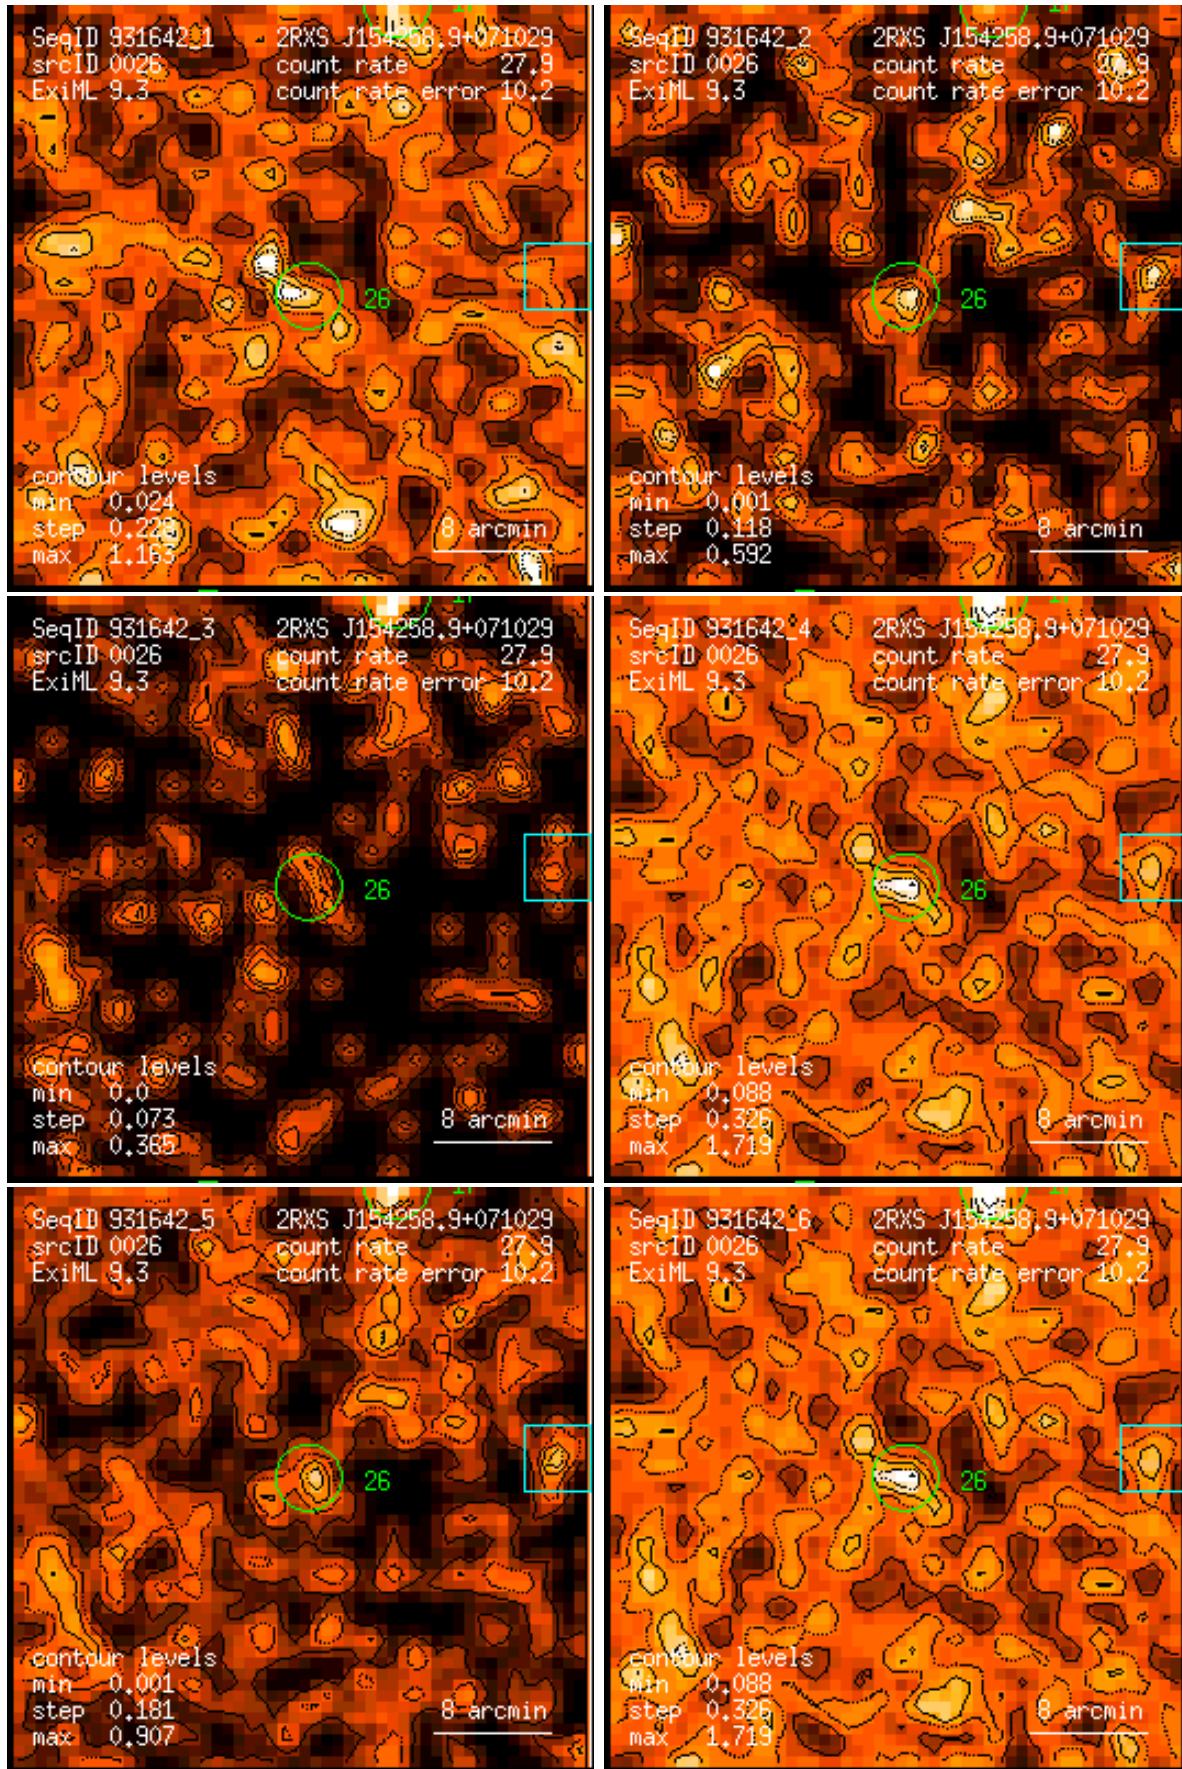 17
SeqID 931642_1 2RXS J154258.9+071029
srcID 0026 count rate 27.9
ExiML 9.3 count rate error 10.2
26
contour levels
min 0.024
step 0.228 8 arcmin
max 1.163
17
SeqID 931642_2 2RXS J154258.9+071029
srcID 0026 count rate 27.9
ExiML 9.3 count rate error 10.2
26
contour levels
min 0.001
step 0.118 8 arcmin
max 0.592
17
SeqID 931642_3 2RXS J154258.9+071029
srcID 0026 count rate 27.9
ExiML 9.3 count rate error 10.2
26
contour levels
min 0.0
step 0.073 8 arcmin
max 0.365
17
SeqID 931642_4 2RXS J154258.9+071029
srcID 0026 count rate 27.9
ExiML 9.3 count rate error 10.2
26
contour levels
min 0.088
step 0.326 8 arcmin
max 1.719
17
SeqID 931642_5 2RXS J154258.9+071029
srcID 0026 count rate 27.9
ExiML 9.3 count rate error 10.2
26
contour levels
min 0.001
step 0.181 8 arcmin
max 0.907
17
SeqID 931642_6 2RXS J154258.9+071029
srcID 0026 count rate 27.9
ExiML 9.3 count rate error 10.2
26
contour levels
min 0.088
step 0.326 8 arcmin
max 1.719